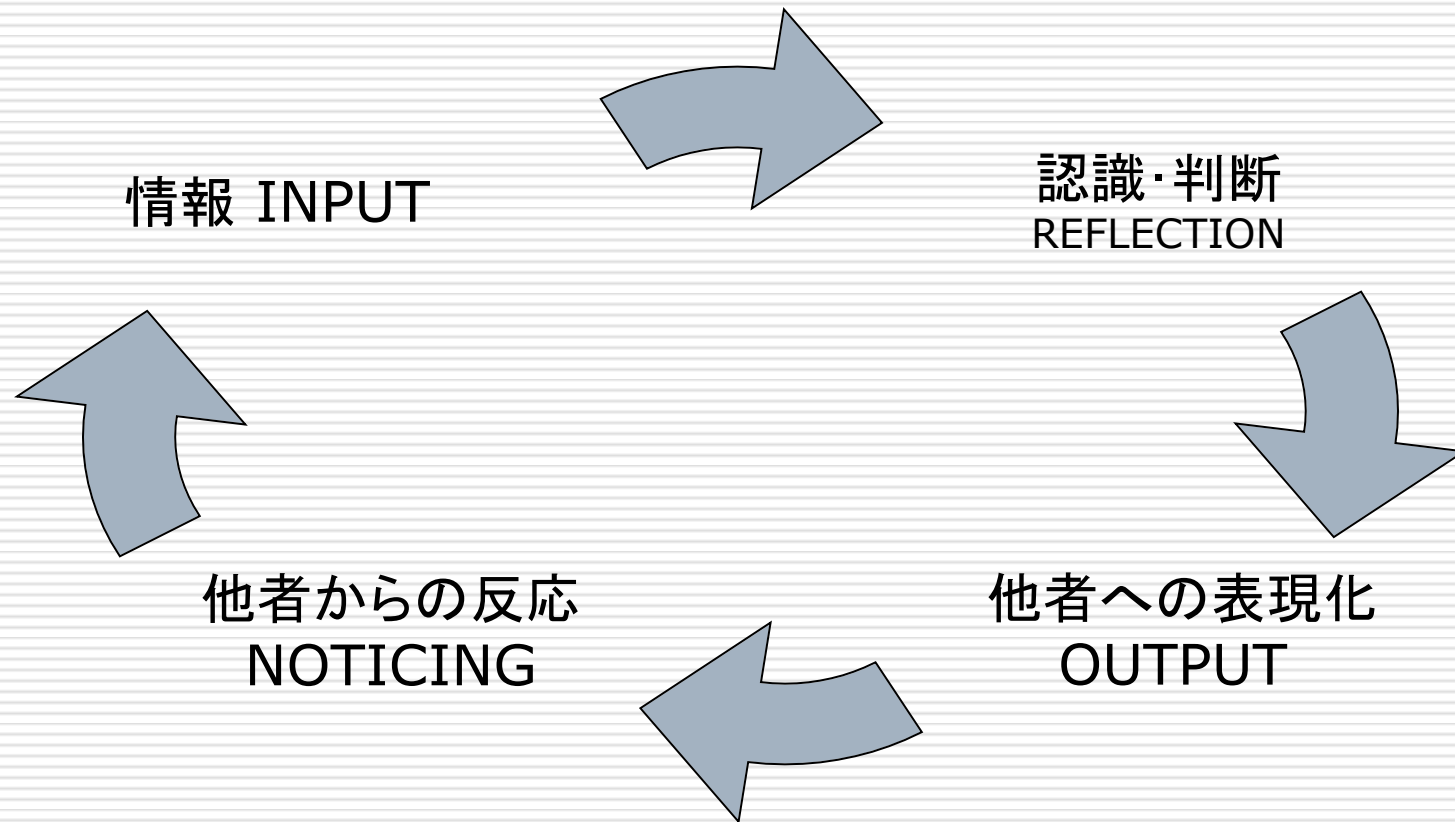 情報 INPUT
認識・判断
REFLECTION
他者からの反応
NOTICING
他者への表現化
OUTPUT